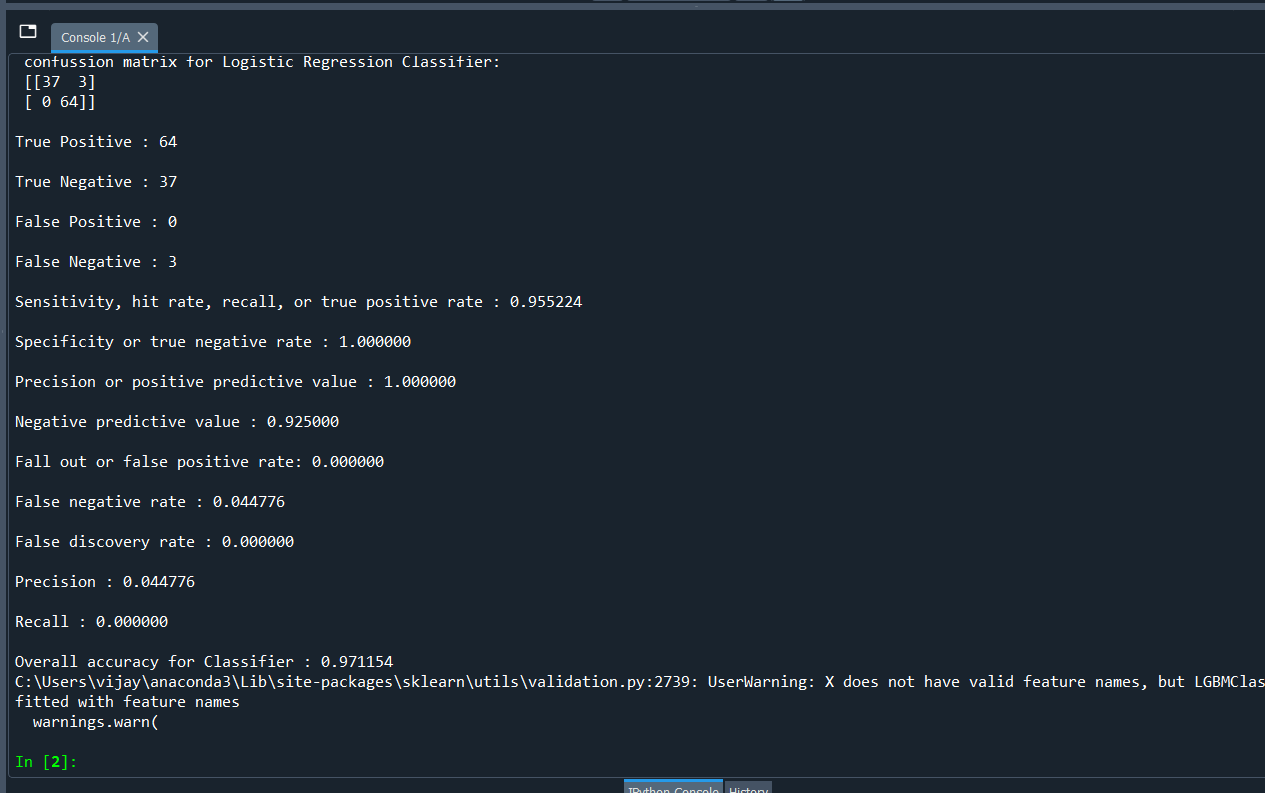 Console 1/A
confussion matrix for Logistic Regression Classifier:
[[37  3]
[ 0 64]]
True Positive : 64
True Negative : 37
False Positive : 0
False Negative : 3
Sensitivity, hit rate, recall, or true positive rate : 0.955224
Specificity or true negative rate : 1.000000
Precision or positive predictive value : 1.000000
Negative predictive value : 0.925000
Fall out or false positive rate: 0.000000
False negative rate : 0.044776
False discovery rate : 0.000000
Precision : 0.044776
Recall : 0.000000
Overall accuracy for Classifier : 0.971154
C:\Users\vijay\anaconda3\Lib\site-packages\sklearn\utils\validation.py:2739: UserWarning: X does not have valid feature names, but LGBMClas
fitted with feature names
warnings.warn(
In [2]:
IPython Console History